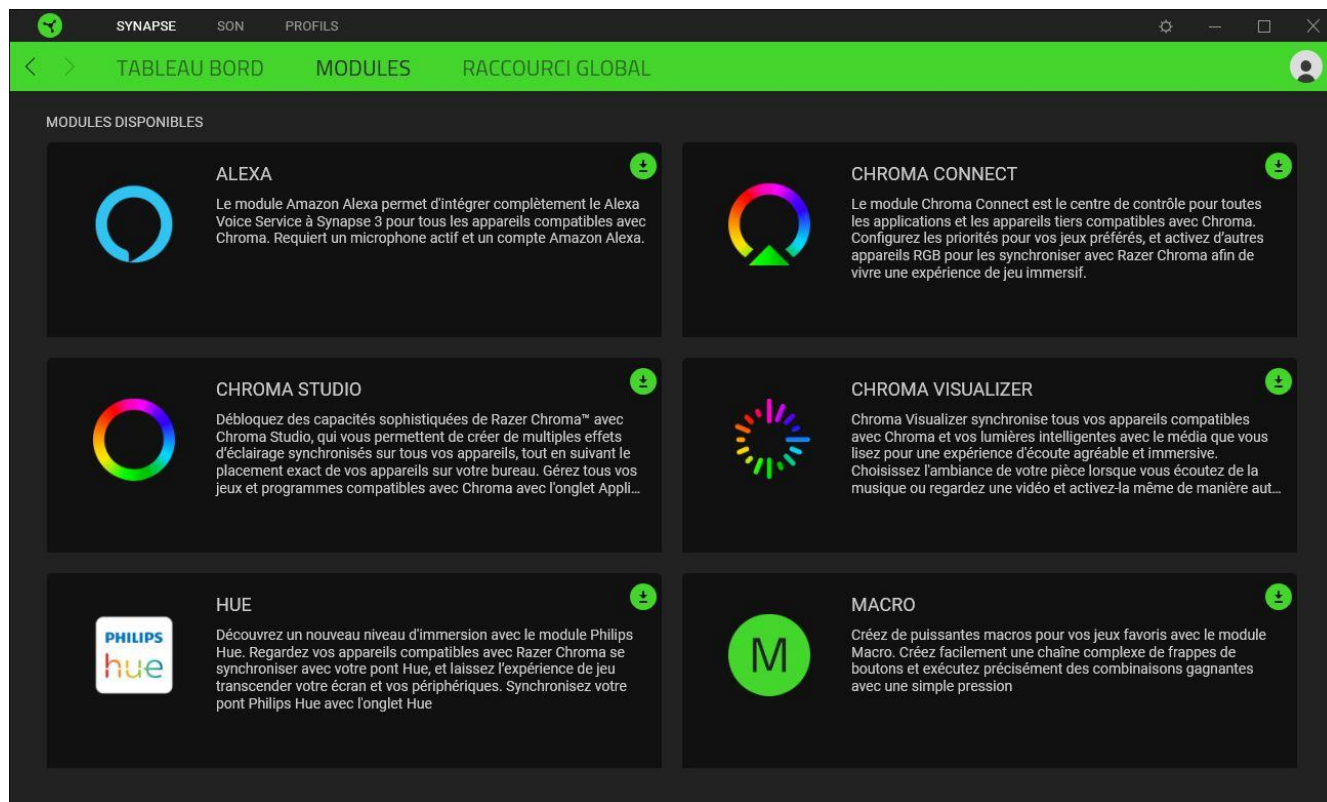 SYNAPSE SON PROFILS
TABLEAU BORD MODULES RACCOURCI GLOBAL
MODULES DISPONIBLES
ALEXA
Le module Amazon Alexa permet d'intégrer complètement le Alexa
Voice Service à Synapse 3 pour tous les appareils compatibles avec
Chroma. Requiert un microphone actif et un compte Amazon Alexa.
CHROMA CONNECT
Le module Chroma Connect est le centre de contrôle pour toutes
les applications et les appareils tiers compatibles avec Chroma.
Configurez les priorités pour vos jeux préférés, et activez d'autres
appareils RGB pour les synchroniser avec Razer Chroma afin de
vivre une expérience de jeu immersif.
CHROMA STUDIO
Débloquez des capacités sophistiquées de Razer Chroma™ avec
Chroma Studio, qui vous permettent de créer de multiples effets
d'éclairage synchronisés sur tous vos appareils, tout en suivant le
placement exact de vos appareils sur votre bureau. Gérez tous vos
jeux et programmes compatibles avec Chroma avec l'onglet Appli...
CHROMA VISUALIZER
Chroma Visualizer synchronise tous vos appareils compatibles
avec Chroma et vos lumières intelligentes avec le média que vous
lisez pour une expérience d'écoute agréable et immersive.
Choisissez l'ambiance de votre pièce lorsque vous écoutez de la
musique ou regardez une vidéo et activez-la même de manière aut...
PHILIPS
hue
HUE
Découvrez un nouveau niveau d'immersion avec le module Philips
Hue. Regardez vos appareils compatibles avec Razer Chroma se
synchroniser avec votre pont Hue, et laissez l'expérience de jeu
transcender votre écran et vos périphériques. Synchronisez votre
pont Philips Hue avec l'onglet Hue
M
MACRO
Créez de puissantes macros pour vos jeux favoris avec le module
Macro. Créez facilement une chaîne complexe de frappes de
boutons et exécutez précisément des combinaisons gagnantes
avec une simple pression